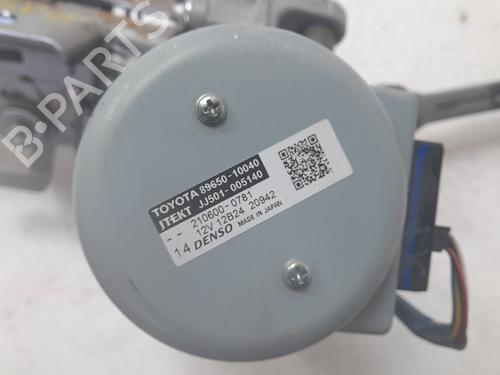 B-PARTS
TOYOTA 89650-10040
JTEKT JJ501-005140
-- 210600-0781
12V 12B24 20942
14 DENSO MADE IN JAPAN